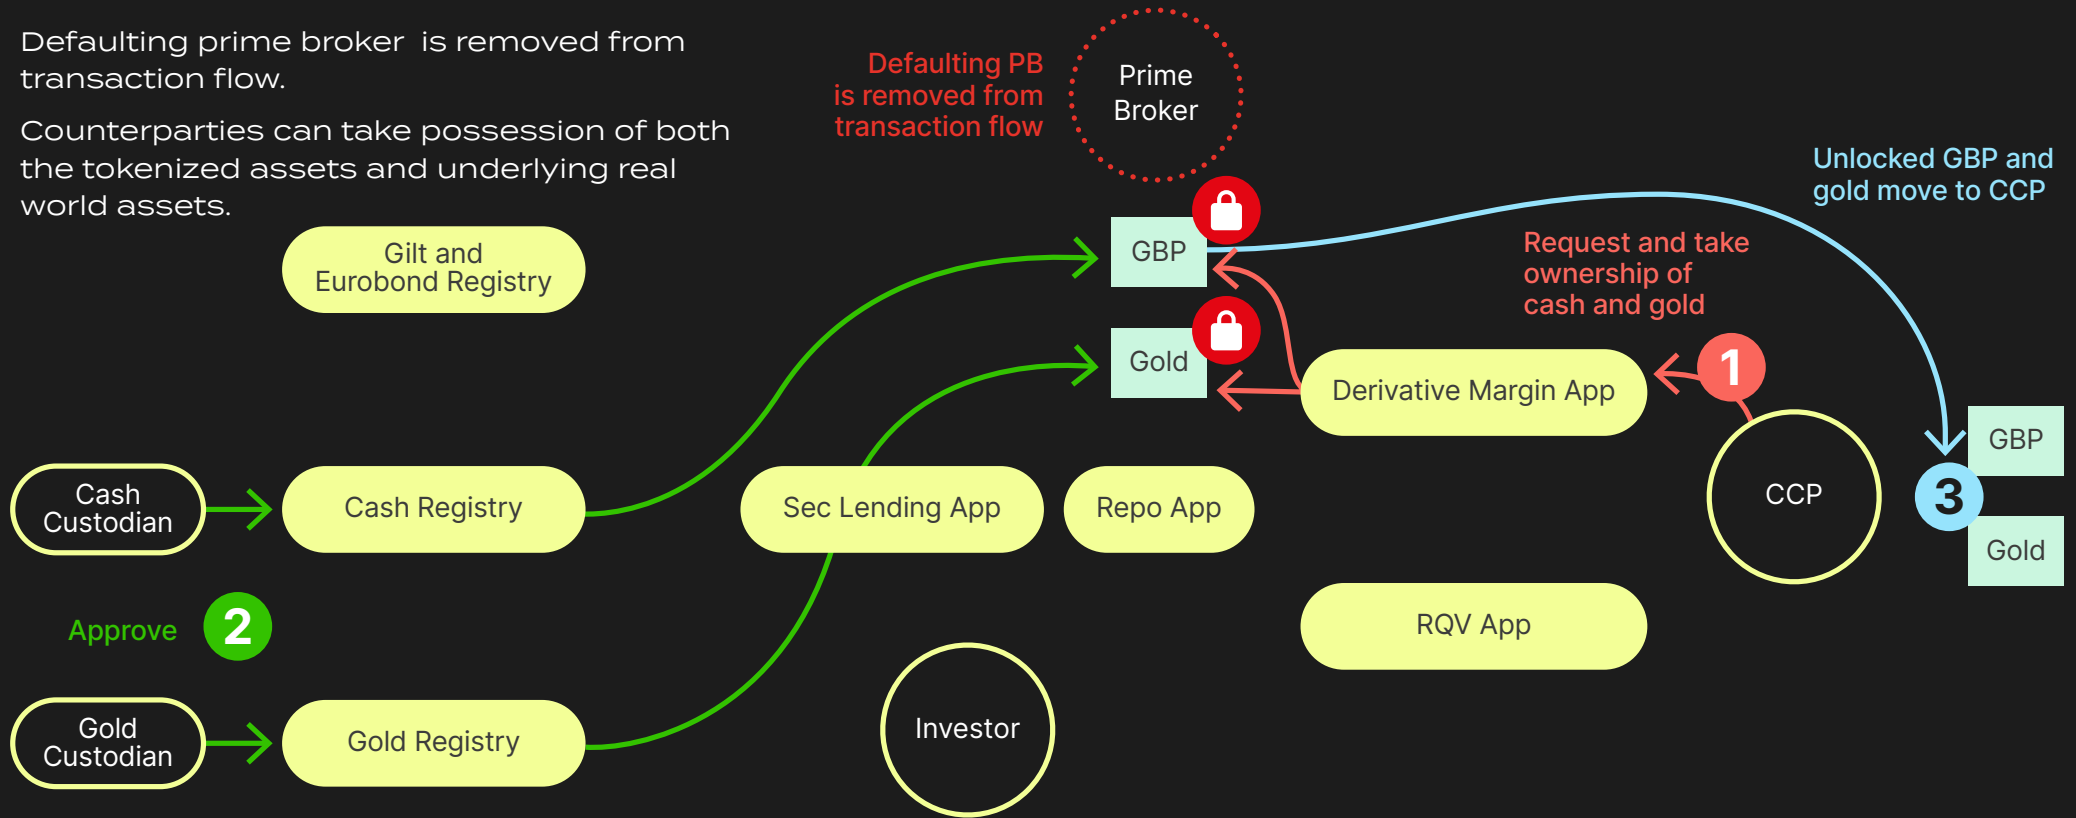 Defaulting prime broker is removed from
transaction flow.
Counterparties can take possession of both
the tokenized assets and underlying real
world assets.
Defaulting PB
is removed from
transaction flow
Prime
Broker
Unlocked GBP and
gold move to CCP
Request and take
ownership of
cash and gold
Gilt and
Eurobond Registry
GBP
Gold
1
Derivative Margin App
Cash
Custodian
Cash Registry
Sec Lending App
Repo App
CCP
GBP
3
Gold
Approve
2
RQV App
Gold
Custodian
Gold Registry
Investor